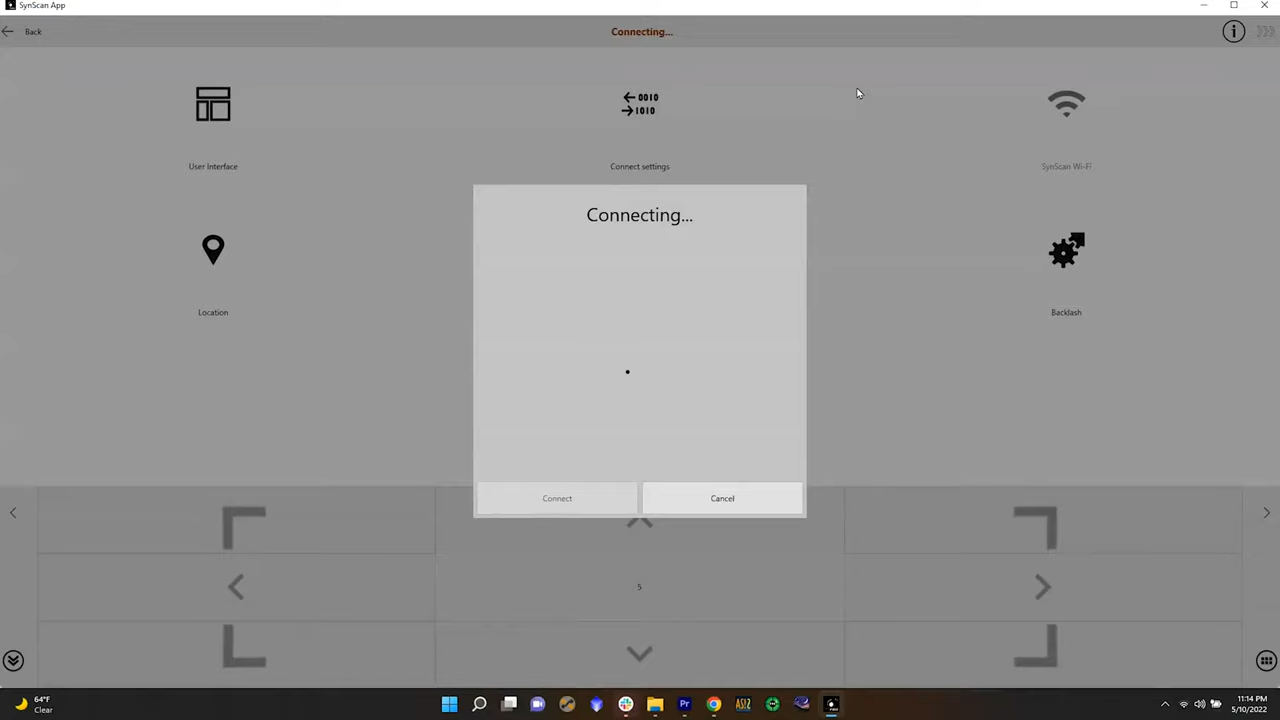 SynScan App
Back
Connecting...
0010
1010
User Interface
Connect settings
SynScan Wi-Fi
Connecting...
Location
Backlash
Connect
Cancel
5
64°F
Clear
Pr
11:14 PM
5/10/2022